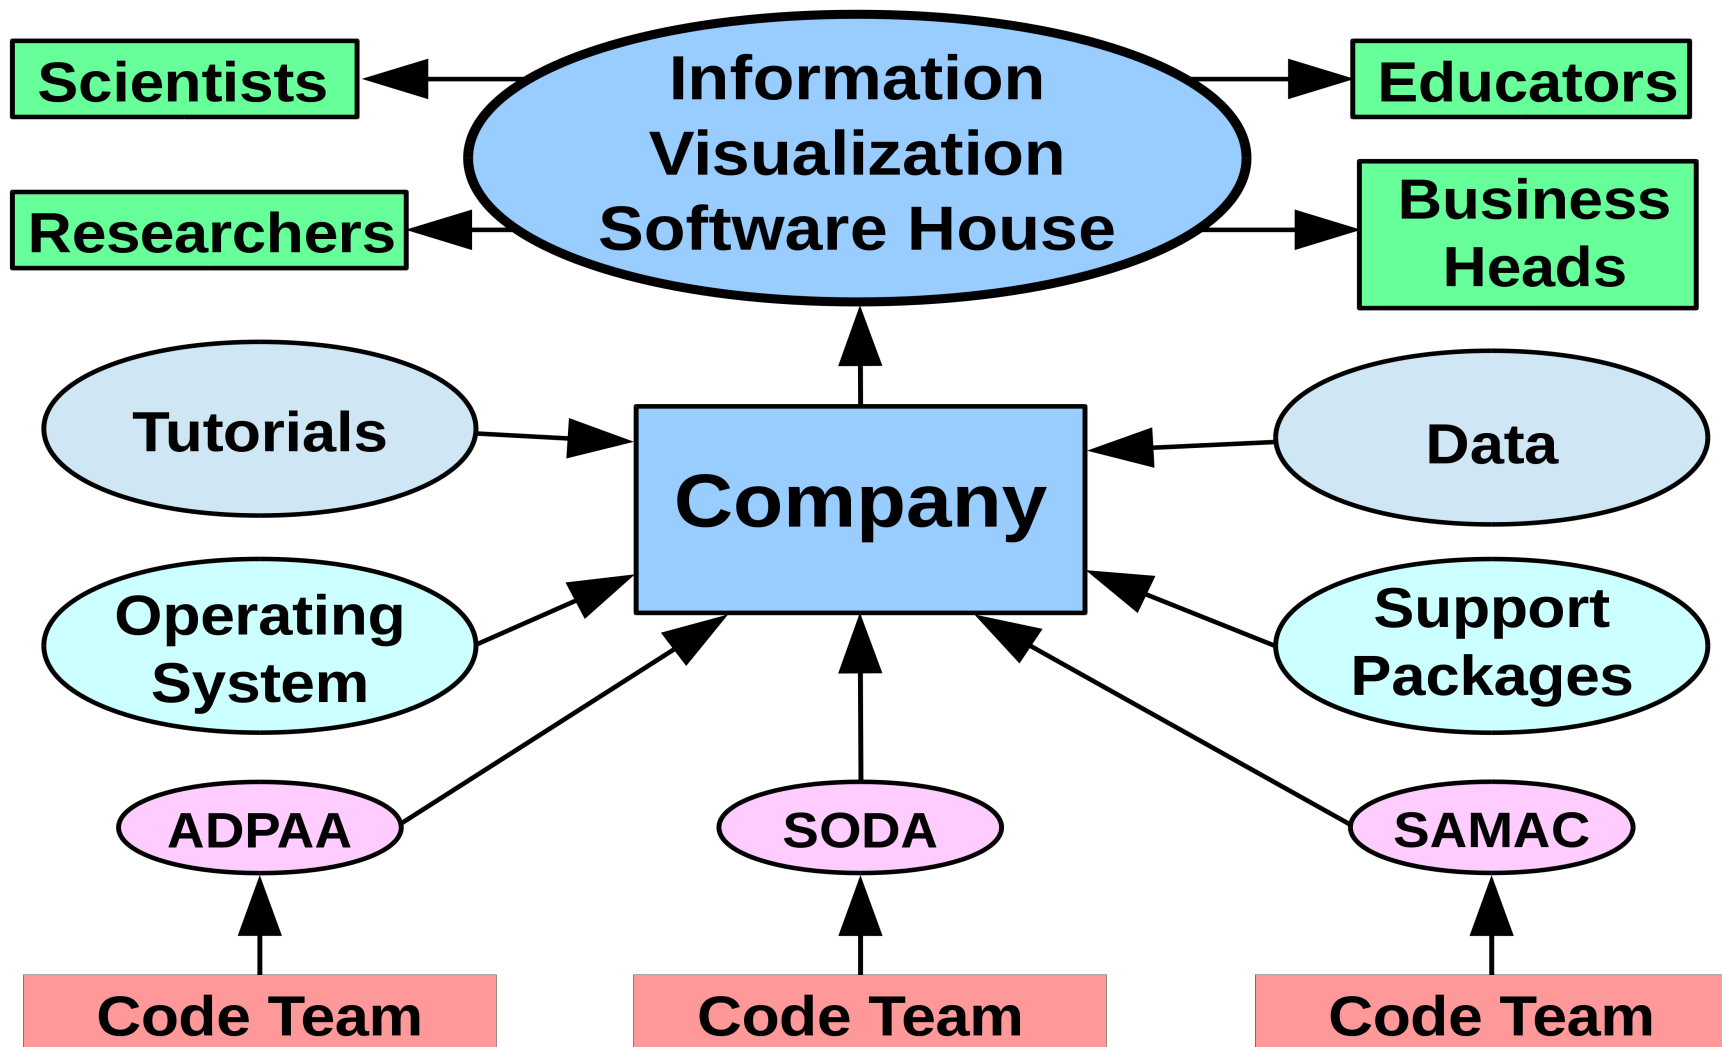 Scientists
Information
Visualization
Software House
Educators
Researchers
Business
Heads
Tutorials
Company
Data
Operating
System
Support
Packages
ADPAA
SODA
SAMAC
Code Team
Code Team
Code Team